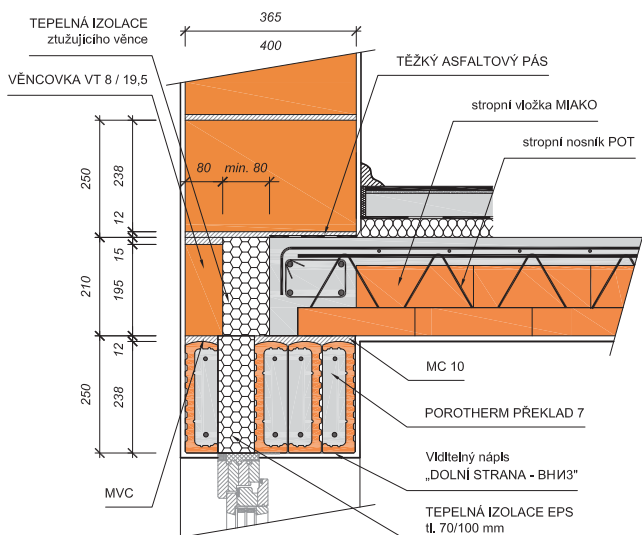 365
400
TEPELNÁ IZOLACE
ztužujícího věnce
VĚNCOVKA VT 8 / 19,5
TĚŽKÝ ASFALTOVÝ PÁS
stropní vložka MIAKO
stropní nosník POT
80
min. 80
250
238
12
15
210
195
12
250
238
MC 10
POROTHERM PŘEKLAD 7
Viditelný nápis
„DOLNÍ STRANA - ВНИЗ"
MVC
TEPELNÁ IZOLACE EPS
tl. 70/100 mm